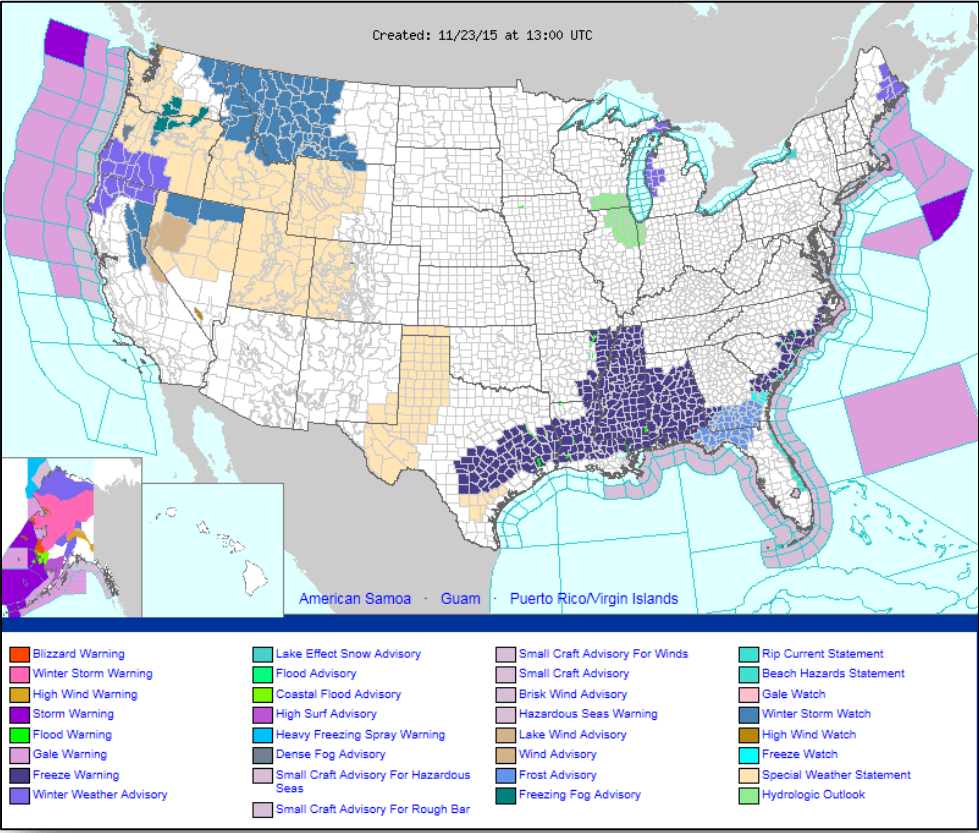 Created: 11/23/15 at 13:00 UTC
American Samoa · Guam · Puerto Rico/Virgin Islands
Blizzard Warning
Winter Storm Warning
High Wind Warning
Storm Warning
Flood Warning
Gale Warning
Freeze Warning
Winter Weather Advisory
Lake Effect Snow Advisory
Flood Advisory
Coastal Flood Advisory
High Surf Advisory
Heavy Freezing Spray Warning
Dense Fog Advisory
Small Craft Advisory For Hazardous
Seas
Small Craft Advisory For Rough Bar
Small Craft Advisory For Winds
Small Craft Advisory
Brisk Wind Advisory
Hazardous Seas Warning
Lake Wind Advisory
Wind Advisory
Frost Advisory
Freezing Fog Advisory
Rip Current Statement
Beach Hazards Statement
Gale Watch
Winter Storm Watch
High Wind Watch
Freeze Watch
Special Weather Statement
Hydrologic Outlook